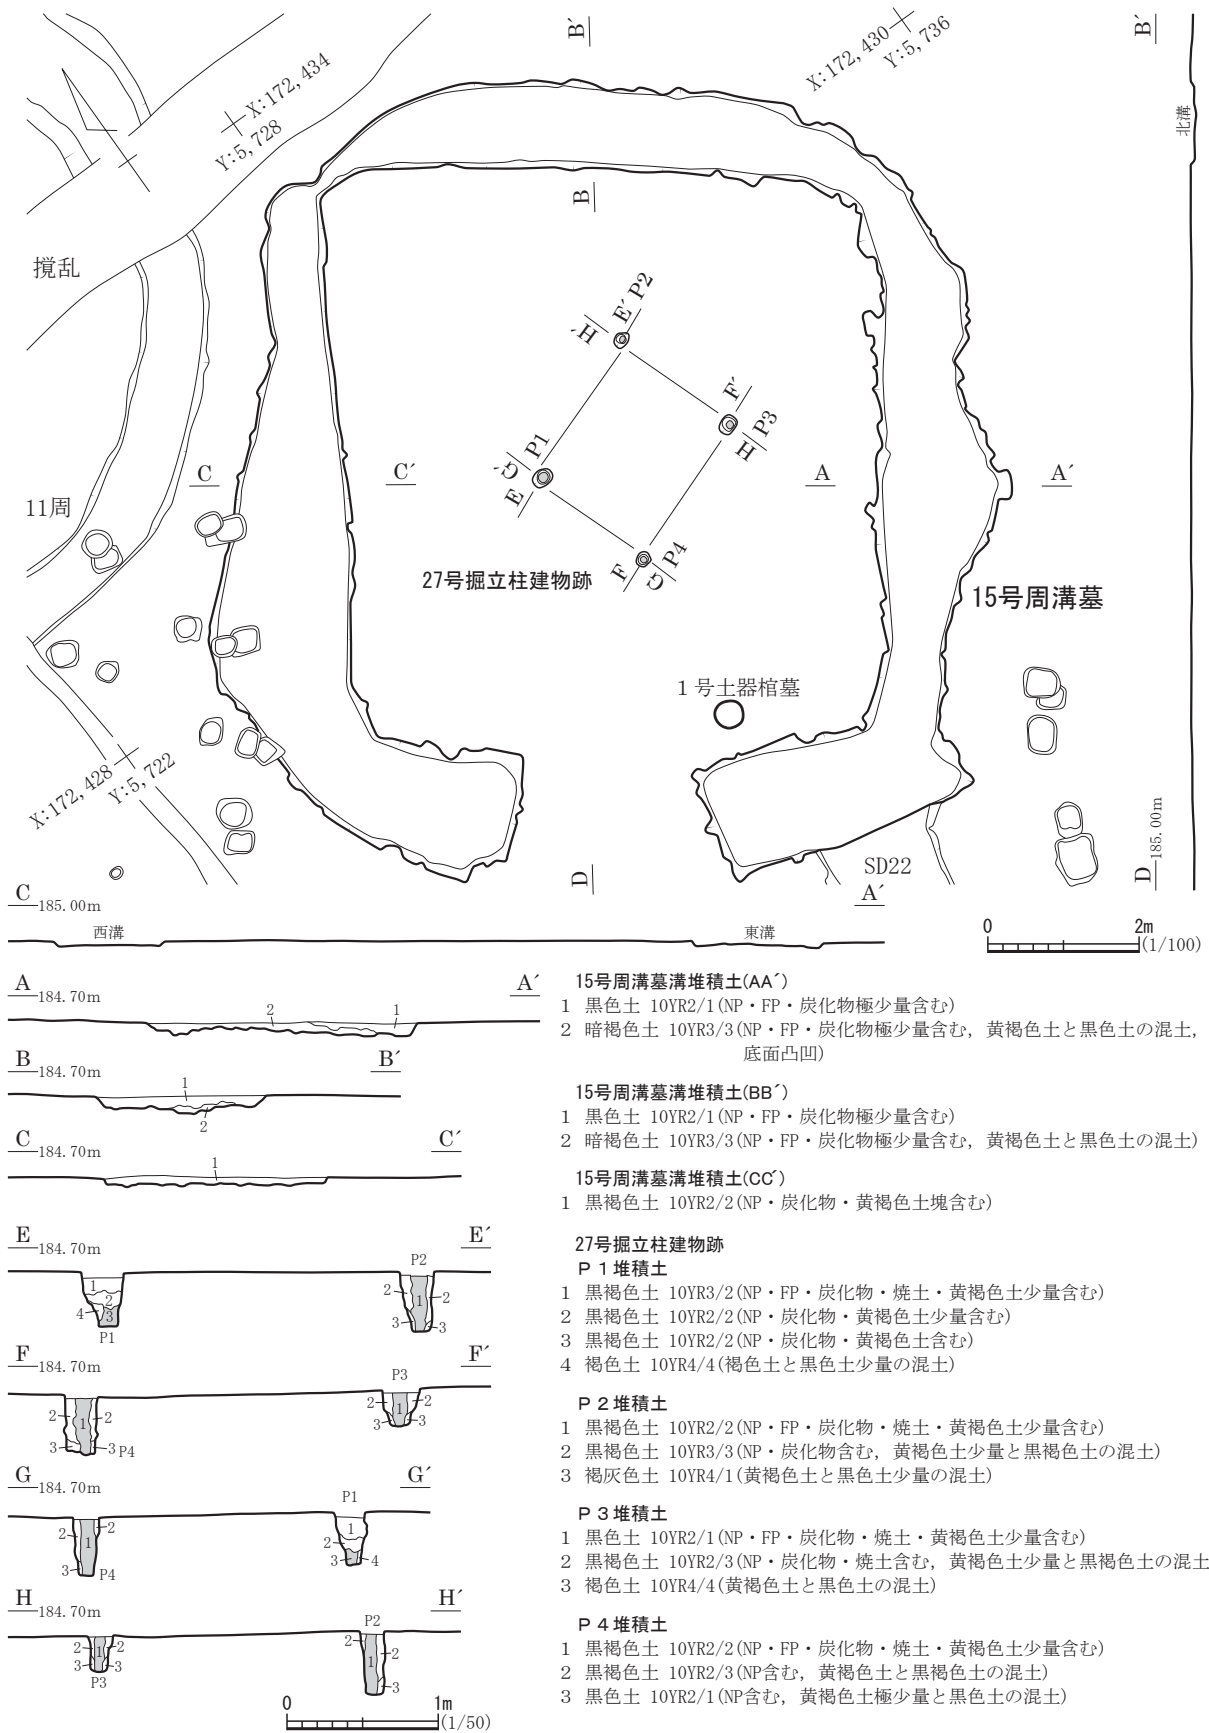 B′
B′
X:172,430
Y:5,736
X:172,434
Y:5,728
北溝
B
撹乱
E′ P2
H′
F′
P3
H
G′ P1
E
C
C′
A
A′
11周
F
P4
G
27号掘立柱建物跡
15号周溝墓
1号土器棺墓
X:172,428
Y:5,722
SD22
D
D
185.00m
C
185.00m
A′
西溝
東溝
0 2m
(1/100)
A
184.70m
A′
2
1
B
184.70m
B′
1
2
C
184.70m
C′
1
E
184.70m
E′
P2
1
2
4
3
P1
2
1
2
3
3
F
184.70m
F′
P3
2
1
2
3
3
P4
2
1
2
3
3
G
184.70m
G′
P1
2
1
2
3
P4
1
2
3
4
H
184.70m
H′
P2
2
1
2
3
3
P3
2
1
2
3
0 1m
(1/50)
15号周溝墓溝堆積土(AA′)
1 黒色土 10YR2/1(NP・FP・炭化物極少量含む)
2 暗褐色土 10YR3/3(NP・FP・炭化物極少量含む，黄褐色土と黒色土の混土，
底面凸凹)
15号周溝墓溝堆積土(BB′)
1 黒色土 10YR2/1(NP・FP・炭化物極少量含む)
2 暗褐色土 10YR3/3(NP・FP・炭化物極少量含む，黄褐色土と黒色土の混土)
15号周溝墓溝堆積土(CC′)
1 黒褐色土 10YR2/2(NP・炭化物・黄褐色土塊含む)
27号掘立柱建物跡
P１堆積土
1 黒褐色土 10YR3/2(NP・FP・炭化物・焼土・黄褐色土少量含む)
2 黒褐色土 10YR2/2(NP・炭化物・黄褐色土少量含む)
3 黒褐色土 10YR2/2(NP・炭化物・黄褐色土含む)
4 褐色土 10YR4/4(褐色土と黒色土少量の混土)
P２堆積土
1 黒褐色土 10YR2/2(NP・FP・炭化物・焼土・黄褐色土少量含む)
2 黒褐色土 10YR3/3(NP・炭化物含む，黄褐色土少量と黒褐色土の混土)
3 褐灰色土 10YR4/1(黄褐色土と黒色土少量の混土)
P３堆積土
1 黒色土 10YR2/1(NP・FP・炭化物・焼土・黄褐色土少量含む)
2 黒褐色土 10YR2/3(NP・炭化物・焼土含む，黄褐色土少量と黒褐色土の混土
3 褐色土 10YR4/4(黄褐色土と黒色土の混土)
P４堆積土
1 黒褐色土 10YR2/2(NP・FP・炭化物・焼土・黄褐色土少量含む)
2 黒褐色土 10YR2/3(NP含む，黄褐色土と黒褐色土の混土)
3 黒色土 10YR2/1(NP含む，黄褐色土極少量と黒色土の混土)